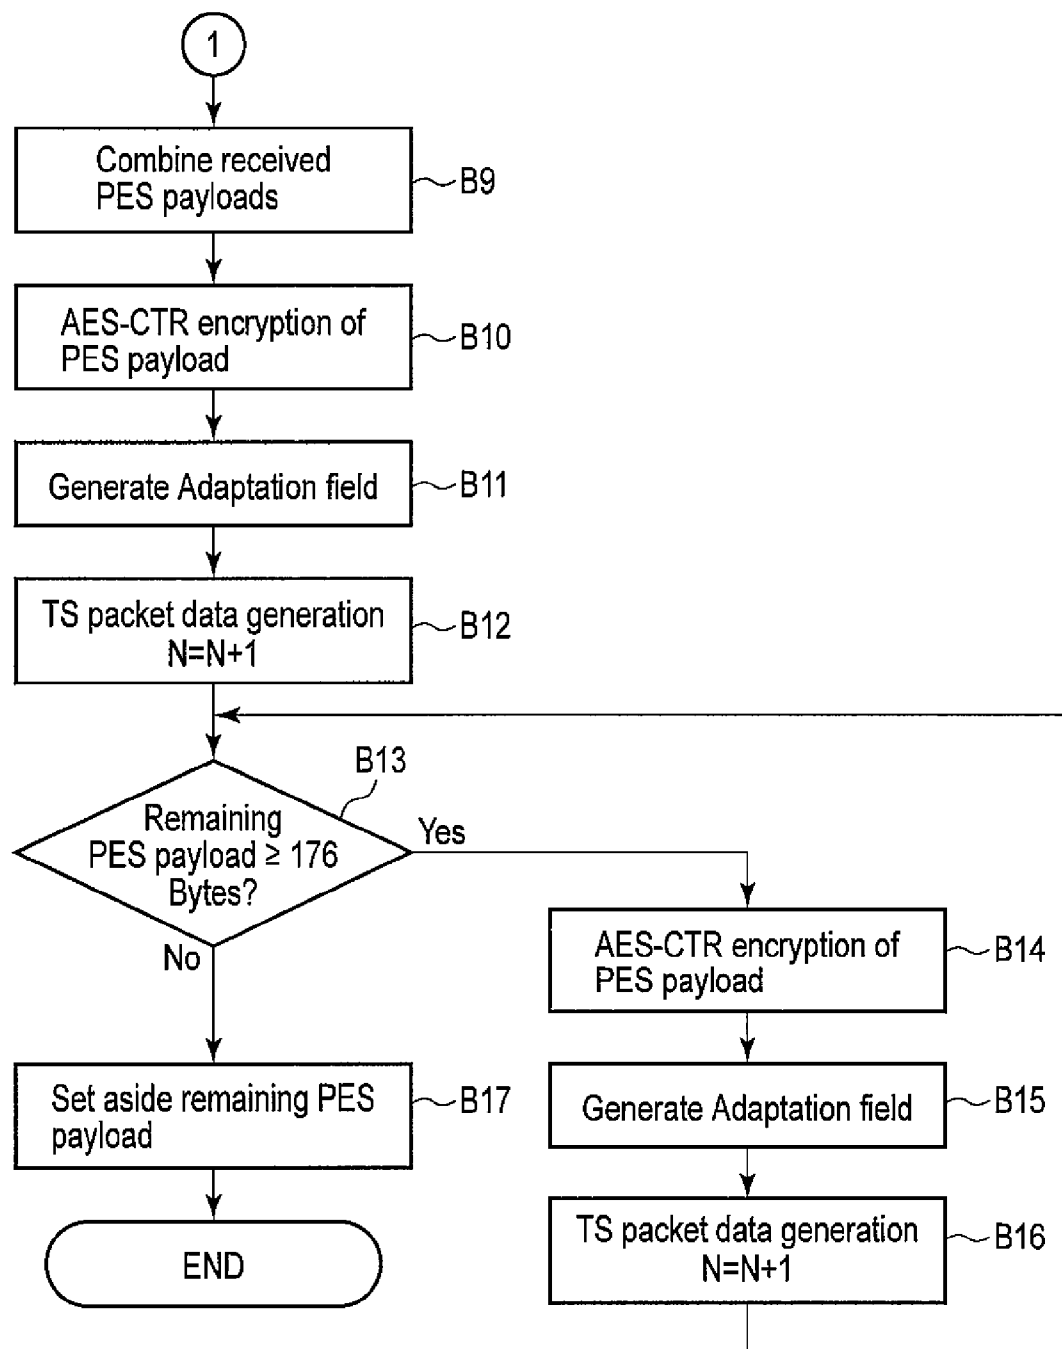 1
Combine received
PES payloads
B9
AES-CTR encryption of
PES payload
B10
Generate Adaptation field
B11
TS packet data generation
N=N+1
B12
B13
Remaining
PES payload ≥ 176
Bytes?
Yes
No
AES-CTR encryption of
PES payload
B14
Generate Adaptation field
B15
TS packet data generation
N=N+1
B16
Set aside remaining PES
payload
B17
END